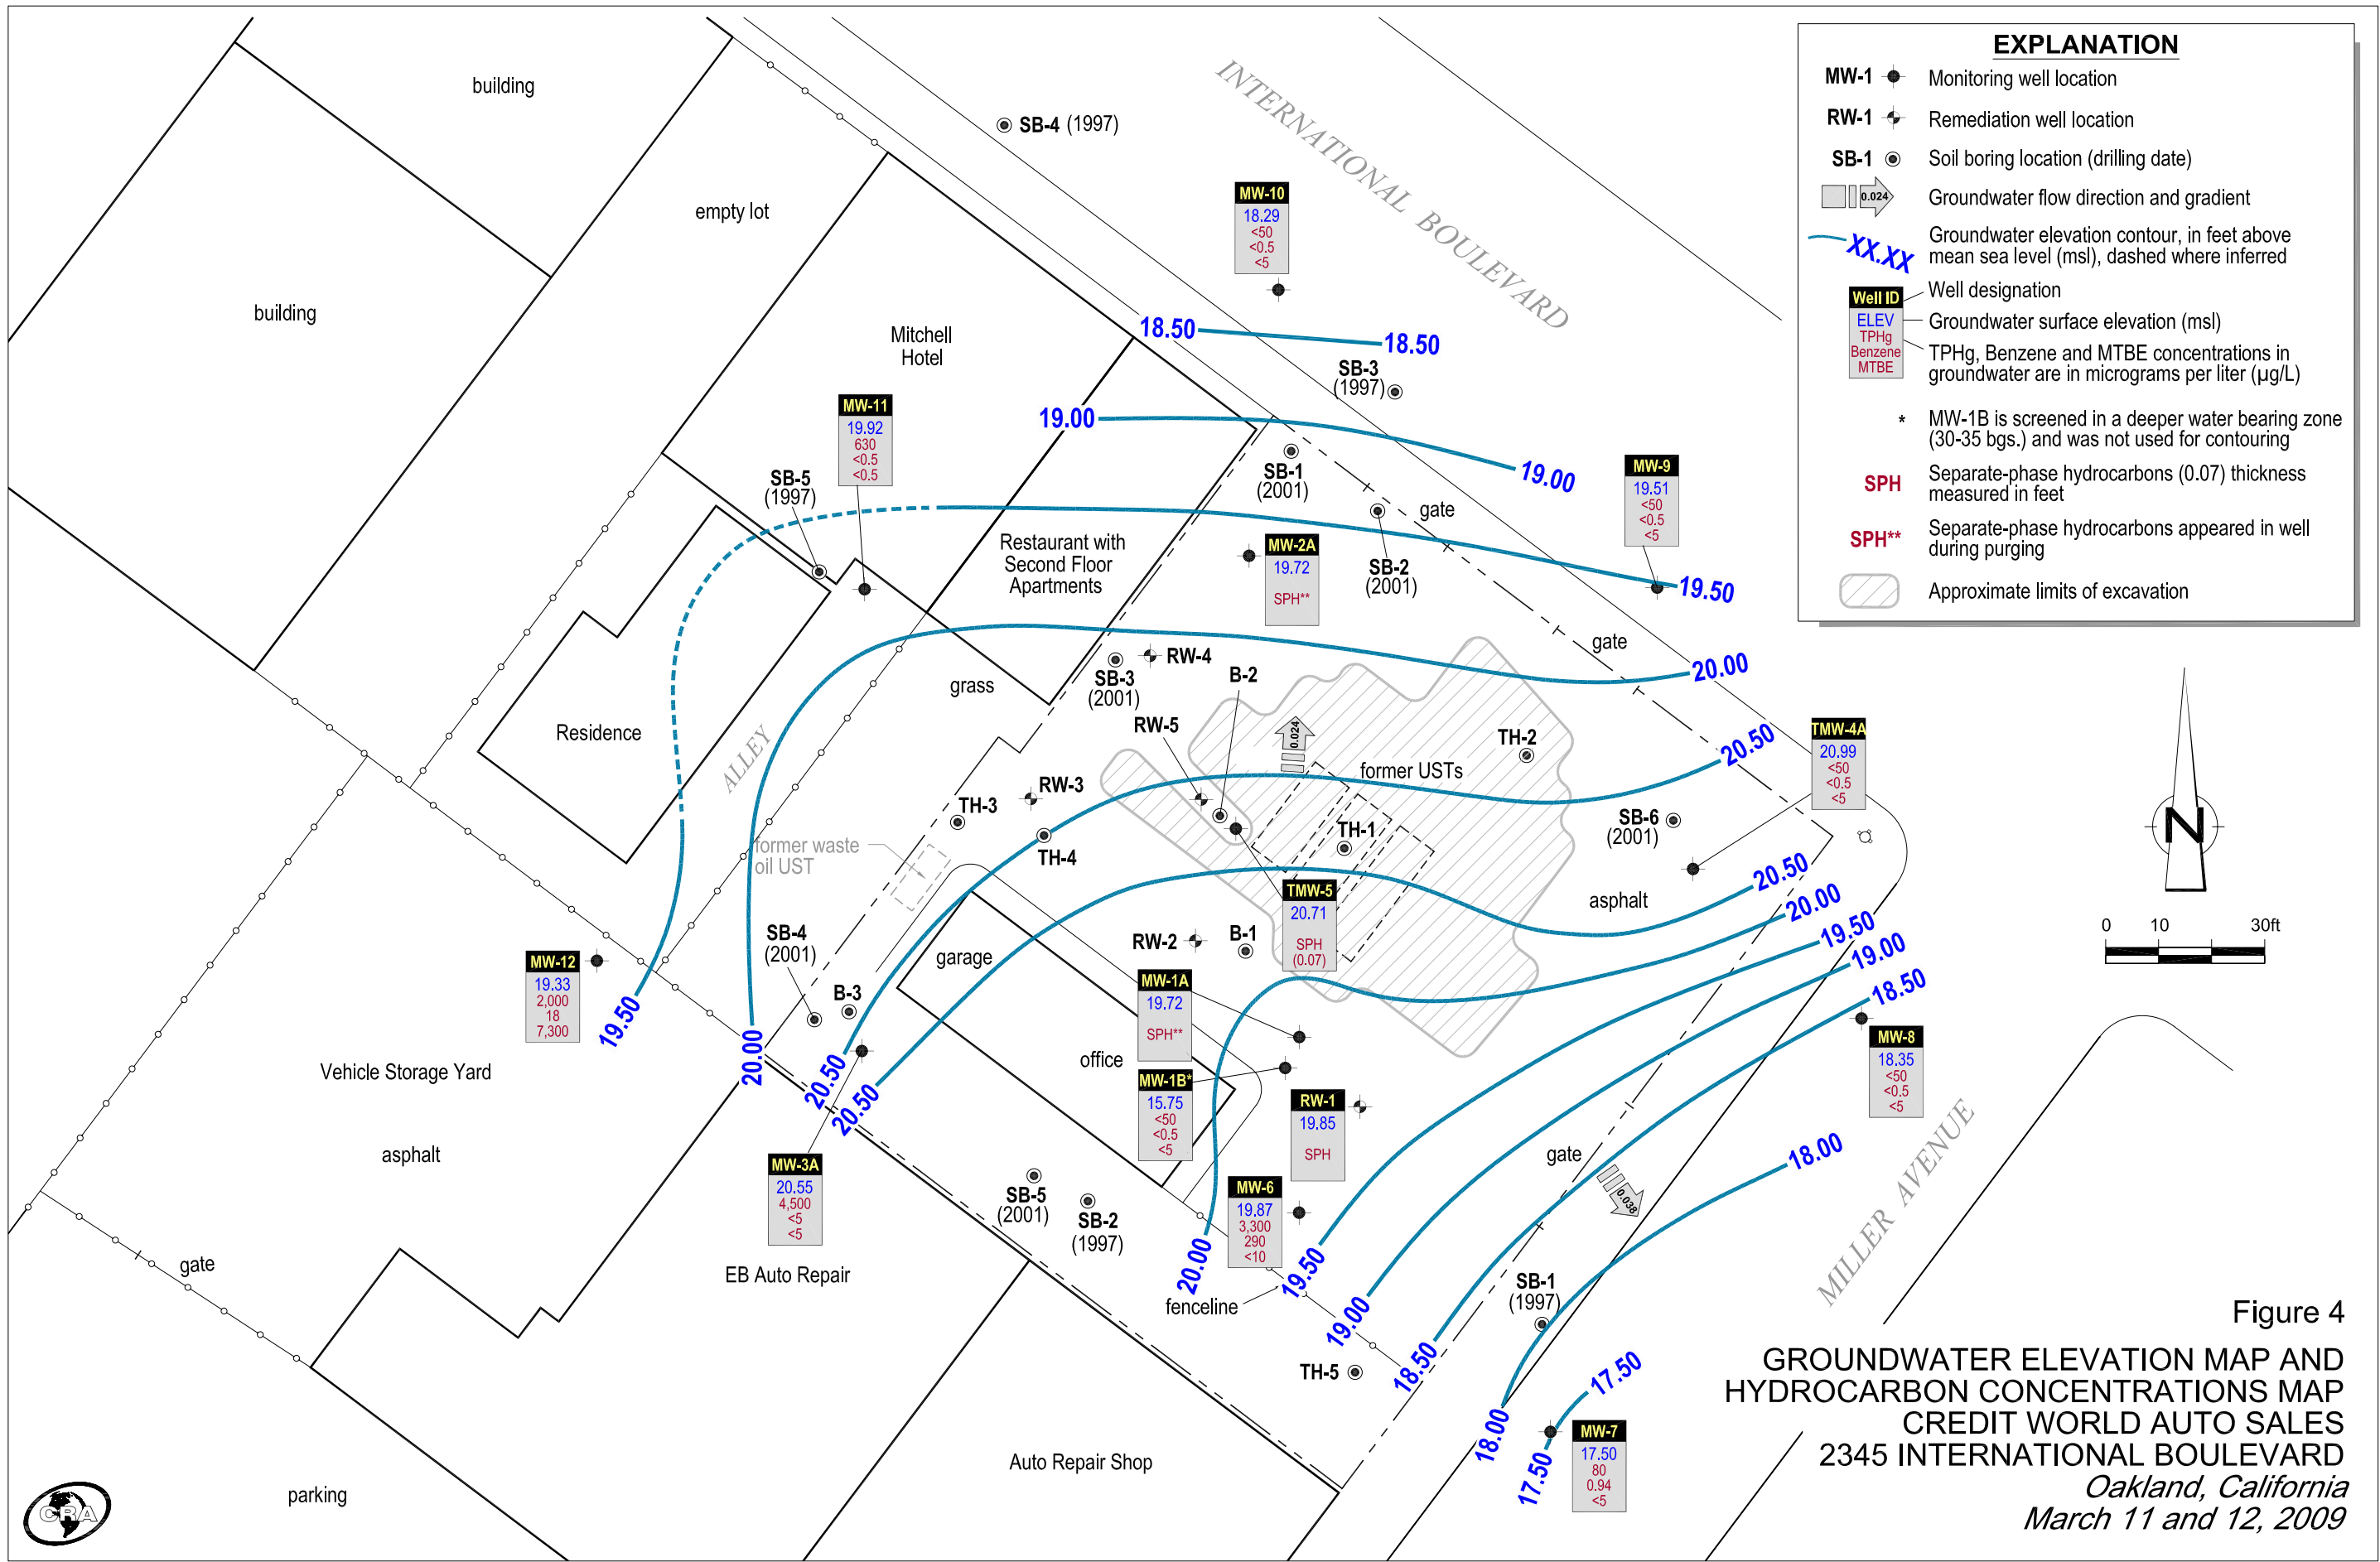 building
SB-4 (1997)
INTERNATIONAL BOULEVARD
EXPLANATION
MW-1 Monitoring well location
RW-1 Remediation well location
SB-1 Soil boring location (drilling date)
0.024 Groundwater flow direction and gradient
XX.XX Groundwater elevation contour, in feet above
mean sea level (msl), dashed where inferred
Well ID
ELEV
TPHg
Benzene
MTBE
Well designation
Groundwater surface elevation (msl)
TPHg, Benzene and MTBE concentrations in
groundwater are in micrograms per liter (µg/L)
* MW-1B is screened in a deeper water bearing zone
(30-35 bgs.) and was not used for contouring
SPH Separate-phase hydrocarbons (0.07) thickness
measured in feet
SPH** Separate-phase hydrocarbons appeared in well
during purging
Approximate limits of excavation
empty lot
building
MW-10
18.29
<50
<0.5
<5
Mitchell
Hotel
18.50
18.50
SB-3
(1997)
MW-11
19.92
630
<0.5
<0.5
19.00
19.00
SB-5
(1997)
SB-1
(2001)
MW-9
19.51
<50
<0.5
<5
gate
Restaurant with
Second Floor
Apartments
MW-2A
19.72
SPH**
SB-2
(2001)
19.50
gate
20.00
RW-4
SB-3
(2001)
B-2
grass
Residence
ALLEY
RW-5
0.024
TH-2
former USTs
20.50
TMW-4A
20.99
<50
<0.5
<5
RW-3
TH-3
TH-4
TH-1
SB-6
(2001)
former waste
oil UST
N
asphalt
20.50
20.00
19.50
19.00
18.50
0 10 30ft
TMW-5
20.71
SPH
(0.07)
SB-4
(2001)
garage
RW-2
B-1
MW-12
19.33
2,000
18
7,300
19.50
B-3
MW-1A
19.72
SPH**
office
MW-1B*
15.75
<50
<0.5
<5
RW-1
19.85
SPH
MW-8
18.35
<50
<0.5
<5
Vehicle Storage Yard
20.00
20.50
20.50
asphalt
MW-3A
20.55
4,500
<5
<5
SB-5
(2001)
SB-2
(1997)
MW-6
19.87
3,300
290
<10
gate
0.038
18.00
MILLER AVENUE
gate
EB Auto Repair
20.00
fenceline
19.50
19.00
18.50
SB-1
(1997)
TH-5
18.00
17.50
17.50
MW-7
17.50
80
0.94
<5
Auto Repair Shop
parking
CRA
Figure 4
GROUNDWATER ELEVATION MAP AND
HYDROCARBON CONCENTRATIONS MAP
CREDIT WORLD AUTO SALES
2345 INTERNATIONAL BOULEVARD
Oakland, California
March 11 and 12, 2009